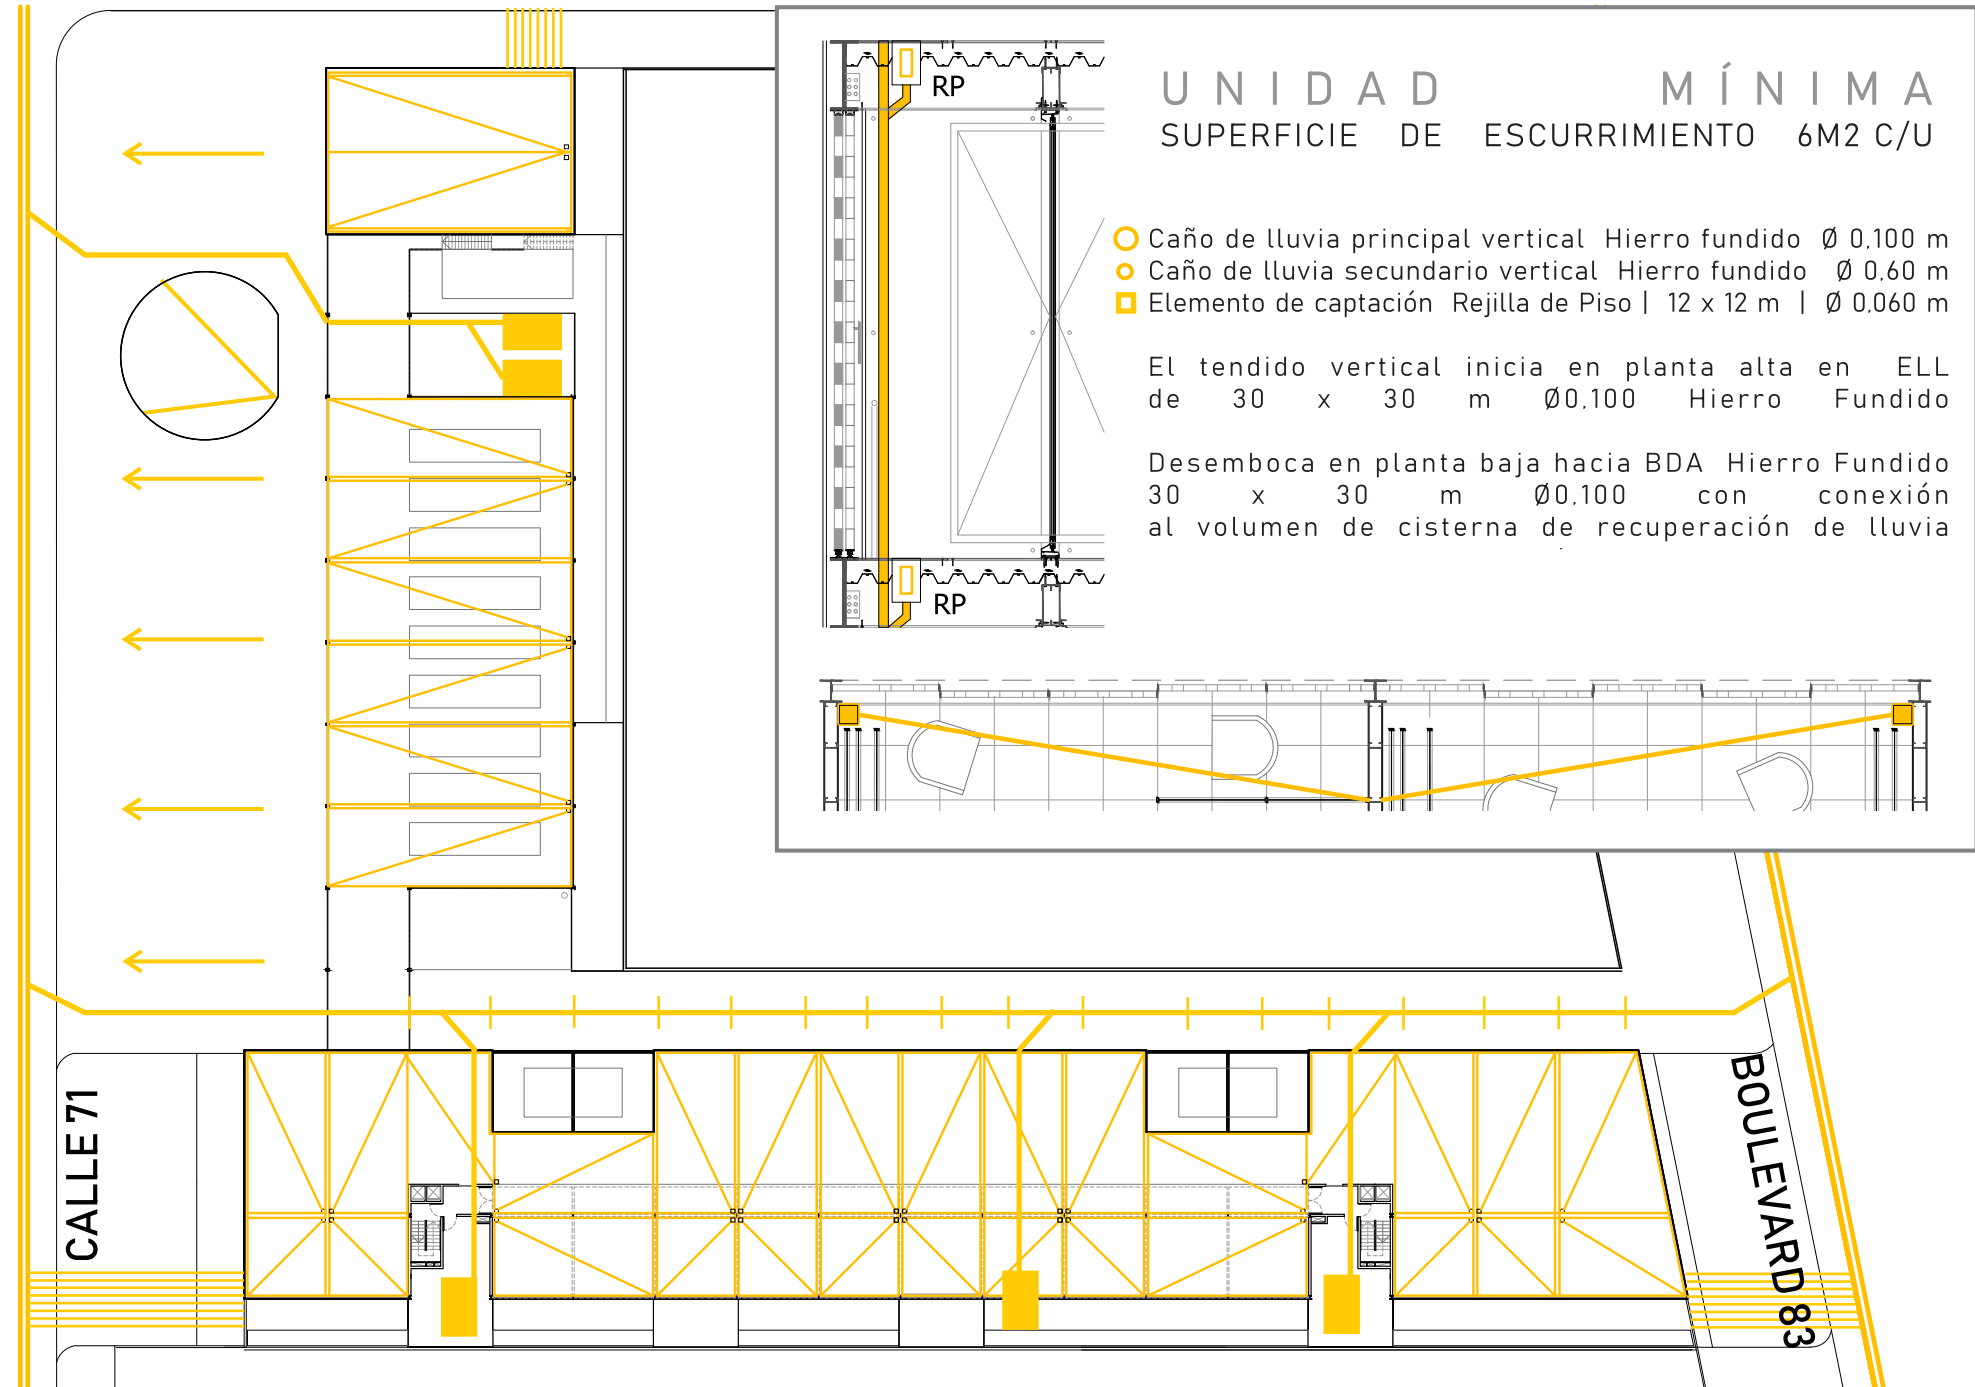 UNIDAD MÍNIMA
SUPERFICIE DE ESCURRIMIENTO 6M2 C/U
RP
Caño de lluvia principal vertical Hierro fundido Ø 0,100 m
Caño de lluvia secundario vertical Hierro fundido Ø 0,60 m
Elemento de captación Rejilla de Piso | 12 x 12 m | Ø 0,060 m
El tendido vertical inicia en planta alta en ELL
de 30 x 30 m Ø0,100 Hierro Fundido
Desemboca en planta baja hacia BDA Hierro Fundido
30 x 30 m Ø0,100 con conexión
al volumen de cisterna de recuperación de lluvia
RP
CALLE 71
BOULEVARD 83